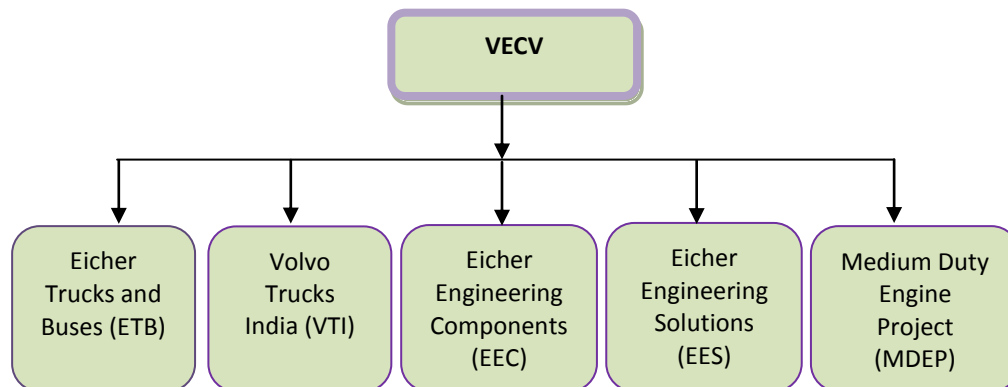 VECV
Eicher
Trucks and
Buses (ETB)
Volvo
Trucks
India (VTI)
Eicher
Engineering
Components
(EEC)
Eicher
Engineering
Solutions
(EES)
Medium Duty
Engine
Project
(MDEP)